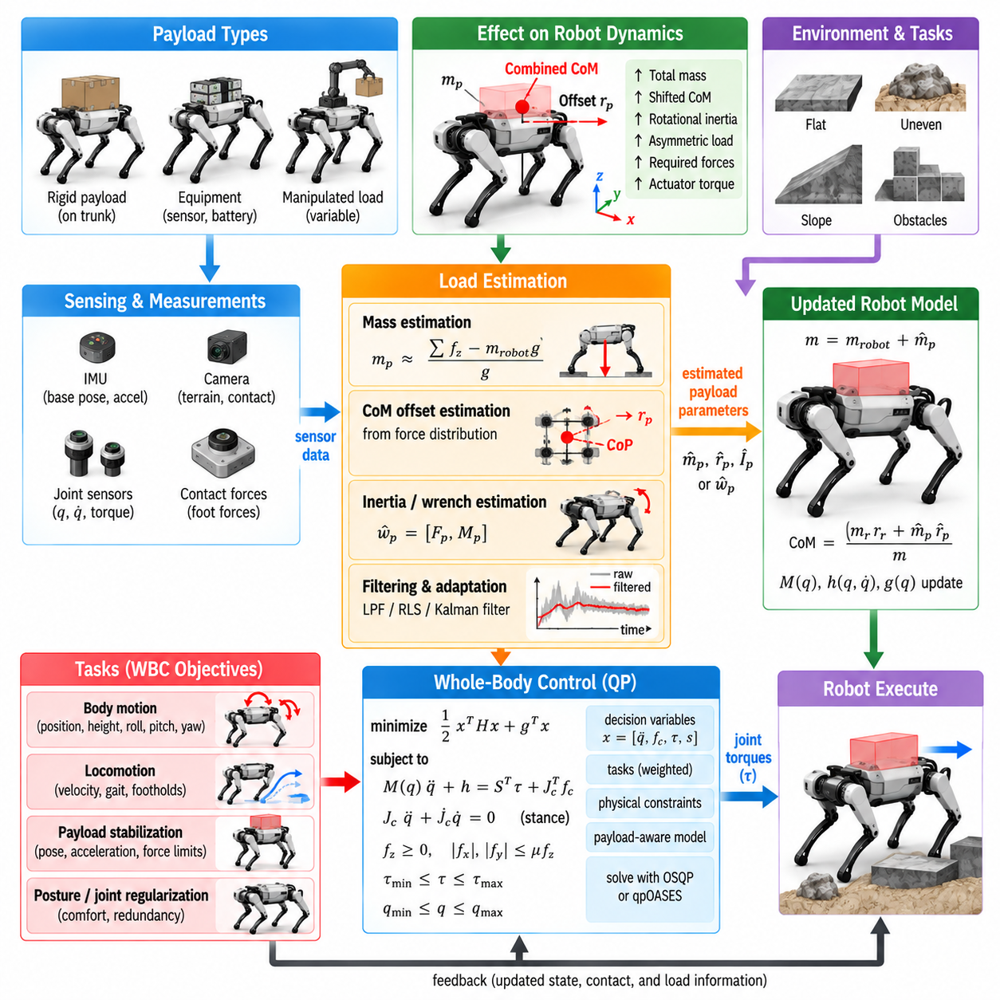 Payload Types
Rigid payload
(on trunk)
Equipment
(sensor, battery)
Manipulated load
(variable)
Effect on Robot Dynamics
m_p
Combined CoM
Offset r_p
z
y
x
↑ Total mass
↑ Shifted CoM
↑ Rotational inertia
↑ Asymmetric load
↑ Required forces
↑ Actuator torque
Environment & Tasks
Flat
Uneven
Slope
Obstacles
Sensing & Measurements
IMU
(base pose, accel)
Camera
(terrain, contact)
Joint sensors
(q, q̇, torque)
Contact forces
(foot forces)
sensor
data
Load Estimation
Mass estimation
m_p ≈ (∑ f_z − m_robot g) / g
CoM offset estimation
from force distribution
→ r_p
CoP
Inertia / wrench estimation
ŵ_p = [F_p, M_p]
Filtering & adaptation
LPF / RLS / Kalman filter
raw
filtered
time
estimated
payload
parameters
m̂_p, r̂_p, Î_p
or ŵ_p
Updated Robot Model
m = m_robot + m̂_p
CoM = (m_r r_r + m̂_p r̂_p / m
M(q), h(q, q̇), g(q) update
Tasks (WBC Objectives)
Body motion
(position, height, roll, pitch, yaw)
Locomotion
(velocity, gait, footholds)
Payload stabilization
(pose, acceleration, force limits)
Posture / joint regularization
(comfort, redundancy)
Whole-Body Control (QP)
minimize 1/2 x^T H x + g^T x
subject to
M(q) q̈ + h = S^T τ + J_c^T f_c
J_c q̈ + J̇_c q̇ = 0 (stance)
f_z ≥ 0, |f_x|, |f_y| ≤ μf_z
τ_min ≤ τ ≤ τ_max
q_min ≤ q ≤ q_max
decision variables
x = [q̈, f_c, τ, s]
tasks (weighted)
physical constraints
payload-aware model
solve with OSQP
or qpOASES
joint
torques
(τ)
Robot Execute
feedback (updated state, contact, and load information)